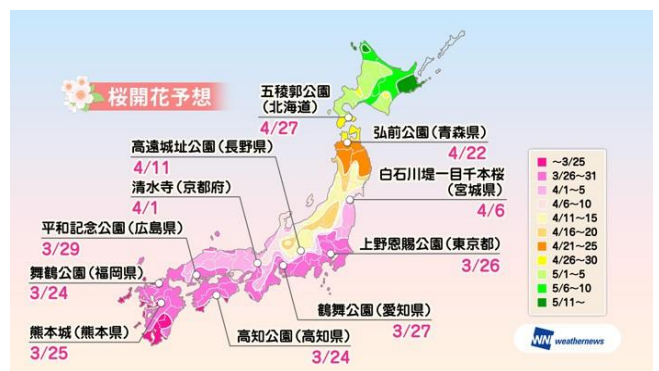 桜開花予想
五稜郭公園
(北海道)
4/27
弘前公園(青森県)
4/22
高遠城址公園(長野県)
4/11
白石川堤一目千本桜
(宮城県)
4/6
清水寺(京都府)
4/1
平和記念公園(広島県)
3/29
上野恩賜公園(東京都)
3/26
舞鶴公園(福岡県)
3/24
鶴舞公園(愛知県)
3/27
熊本城(熊本県)
3/25
高知公園(高知県)
3/24
～3/25
3/26～31
4/1～5
4/6～10
4/11～15
4/16～20
4/21～25
4/26～30
5/1～5
5/6～10
5/11～
WNI weathernews